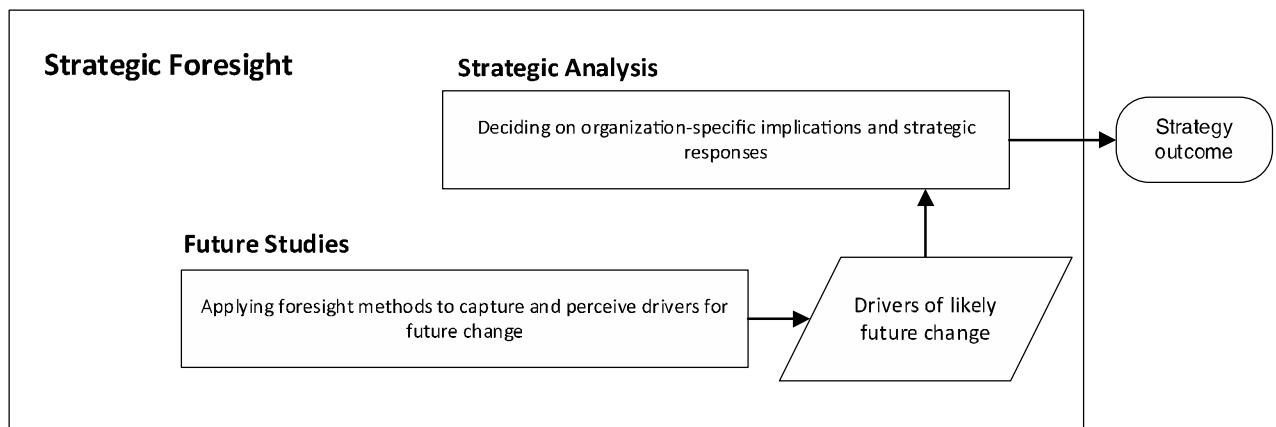 Strategic Foresight
Strategic Analysis
Deciding on organization-specific implications and strategic
responses
Strategy
outcome
Future Studies
Applying foresight methods to capture and perceive drivers for
future change
Drivers of likely
future change